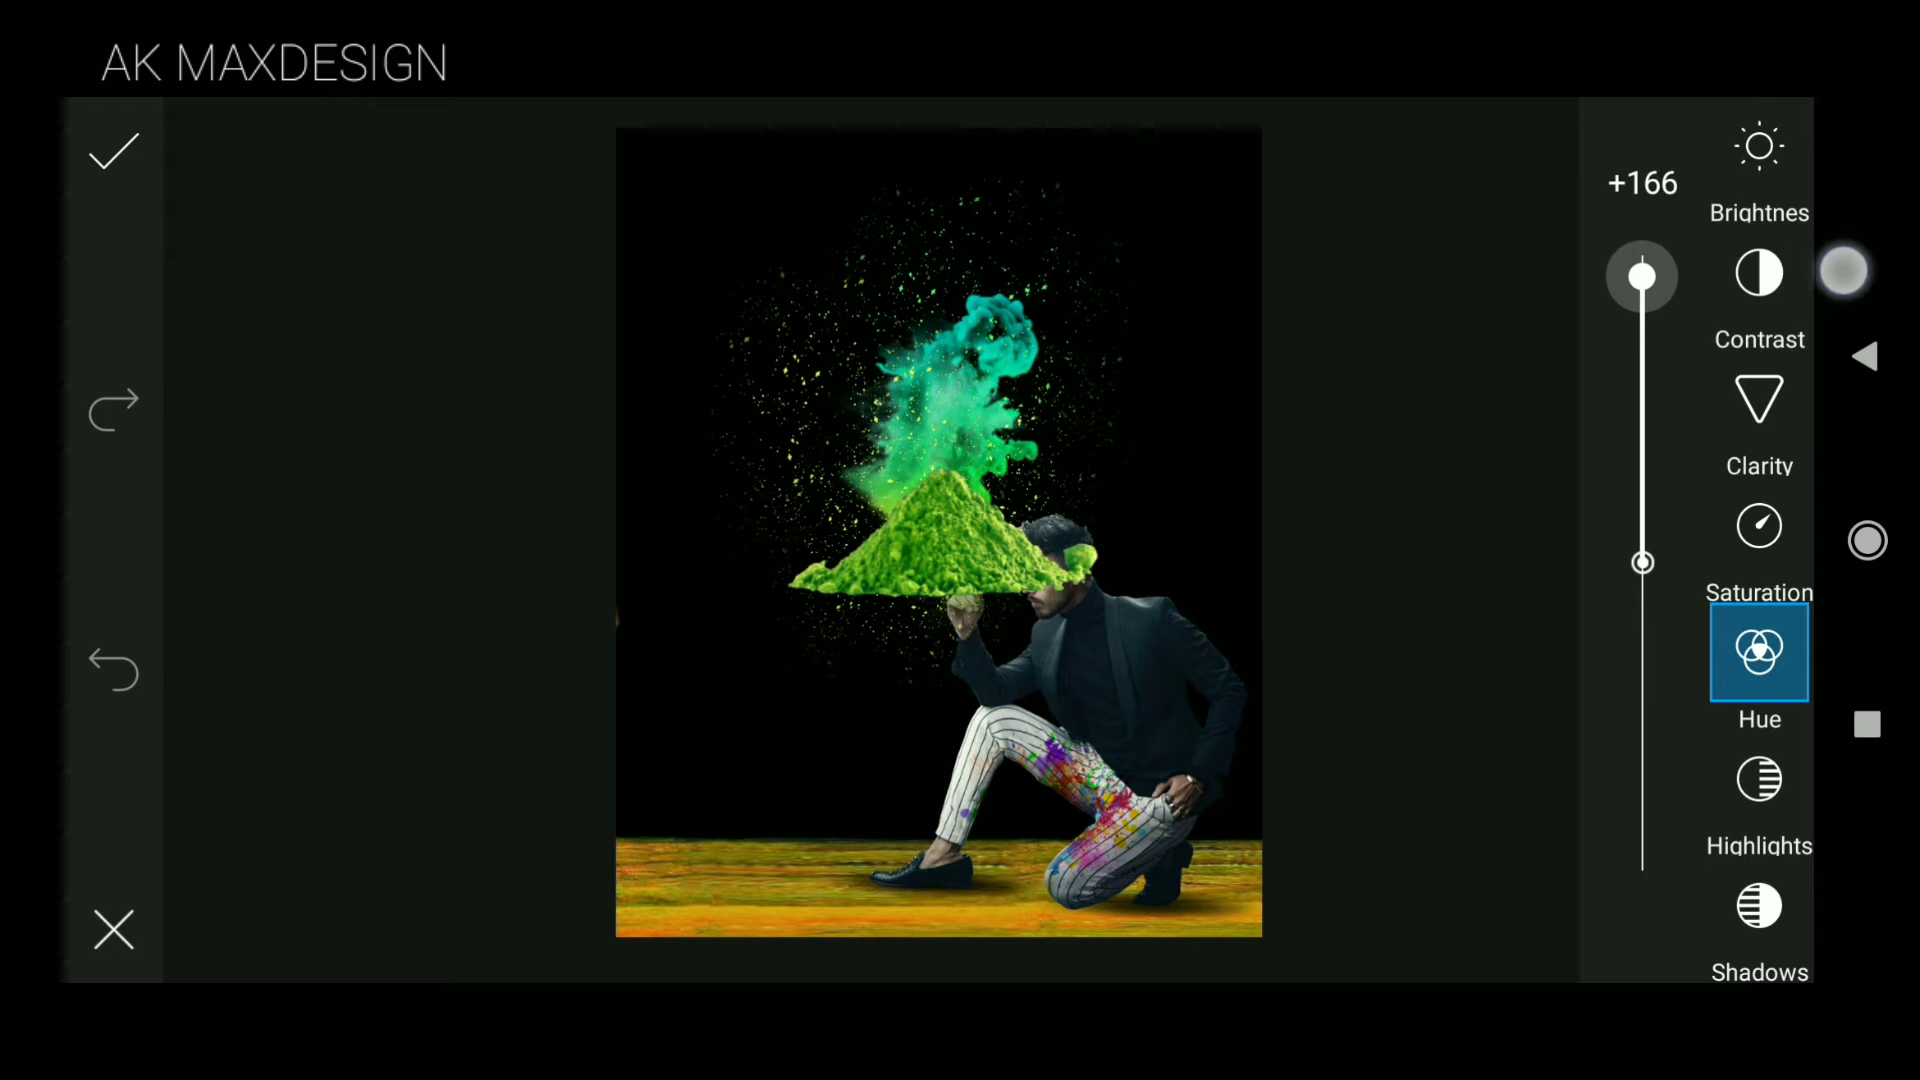 AK MAXDESIGN
+166
Brightnes
Contrast
Clarity
Saturation
Hue
Highlights
Shadows